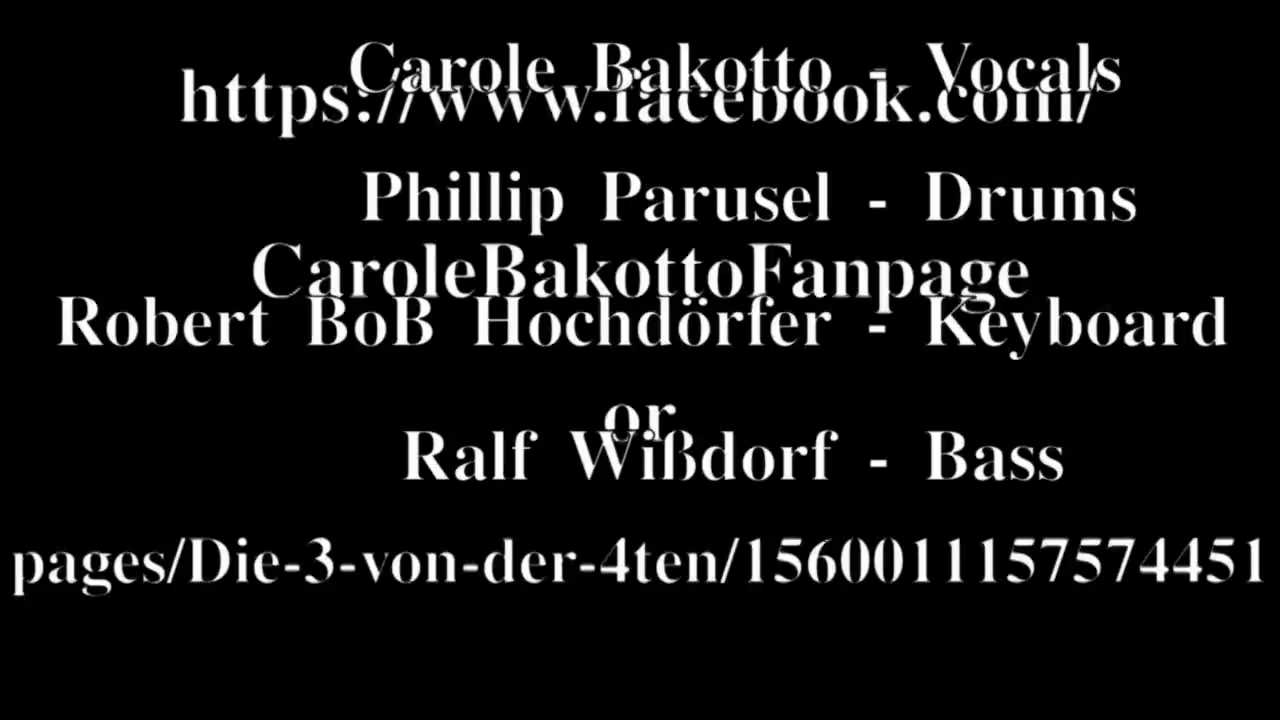 Carole Bakotto - Vocals
https://www.facebook.com/
Phillip Parusel - Drums
CaroleBakottoFanpage
Robert BoB Hochdörfer - Keyboard
or
Ralf Wißdorf - Bass
pages/Die-3-von-der-4ten/1560011157574451